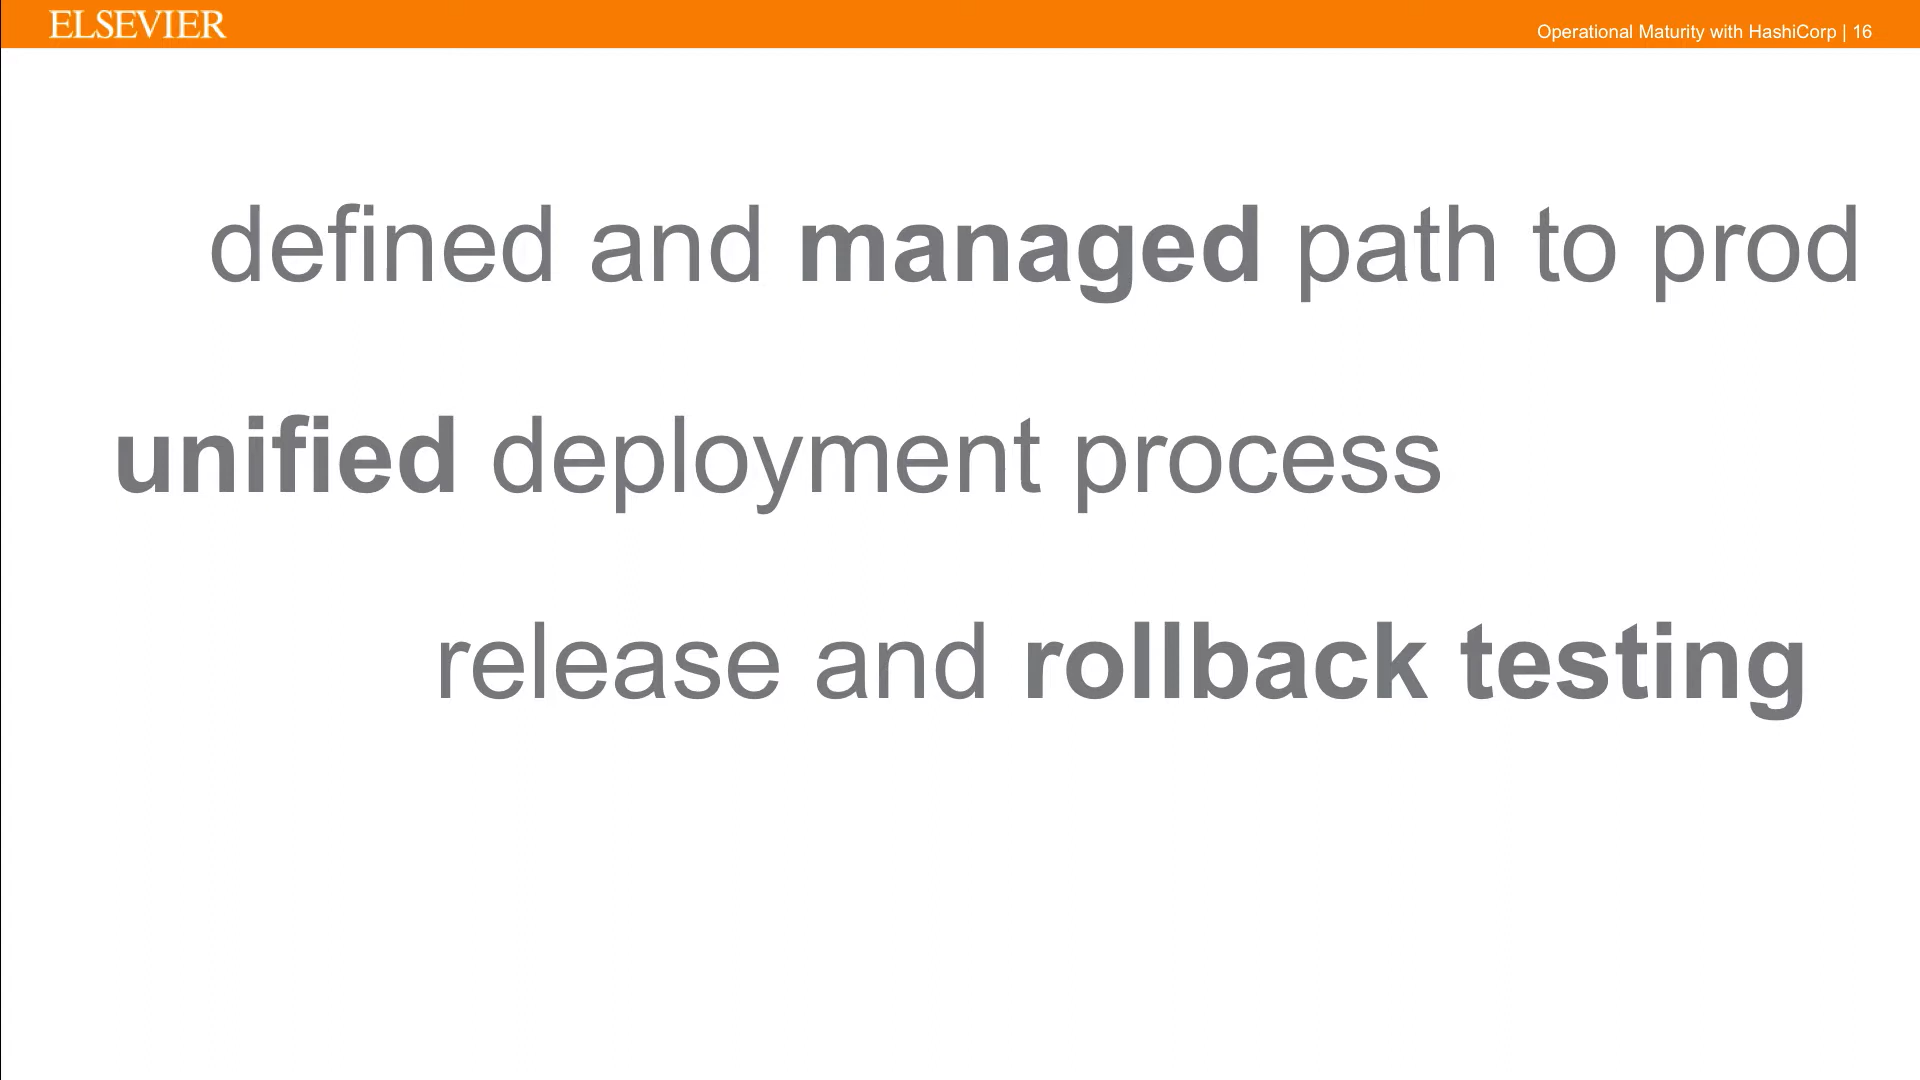 ELSEVIER
Operational Maturity with HashiCorp | 16
defined and managed path to prod
unified deployment process
release and rollback testing